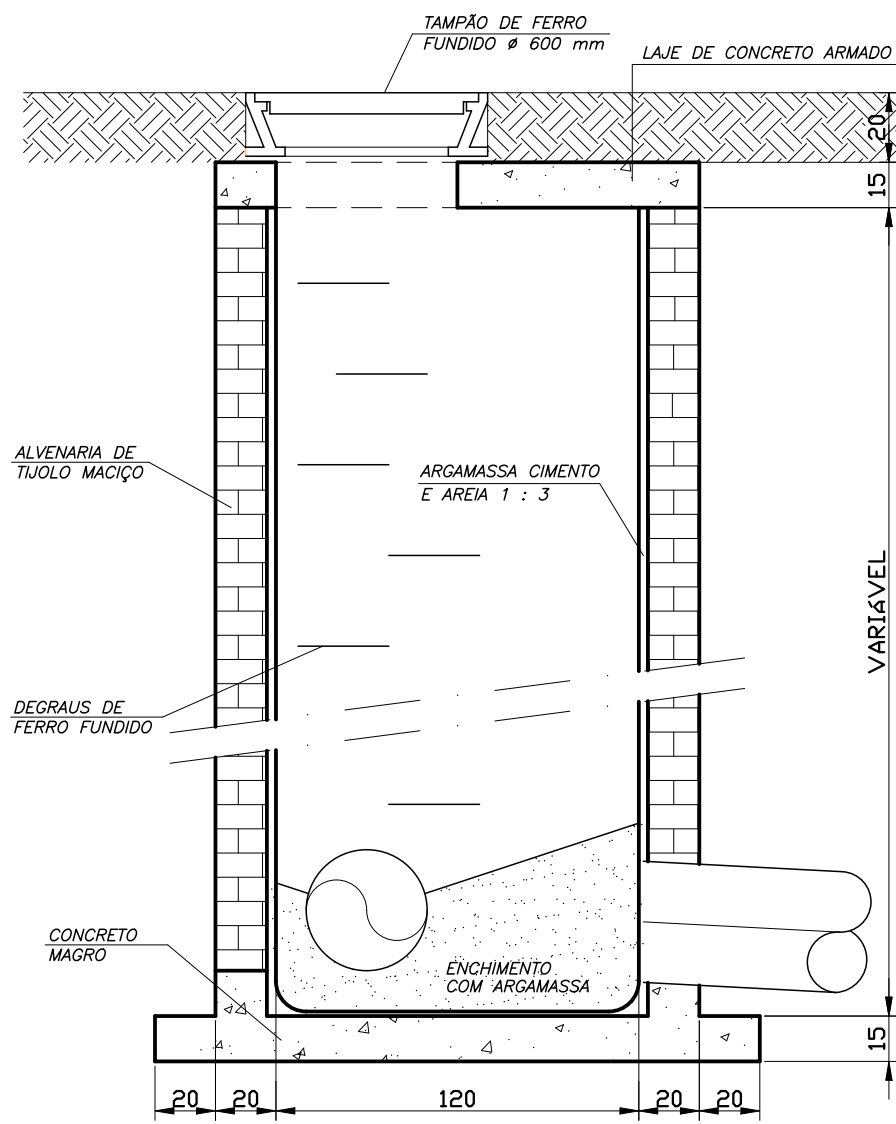 TAMPÃO DE FERRO
FUNDIDO ø 600 mm
LAJE DE CONCRETO ARMADO
20
15
ALVENARIA DE
TIJOLO MACIÇO
ARGAMASSA CIMENTO
E AREIA 1 : 3
VARIÁVEL
DEGRAUS DE
FERRO FUNDIDO
CONCRETO
MAGRO
ENCHIMENTO
COM ARGAMASSA
15
20
20
120
20
20